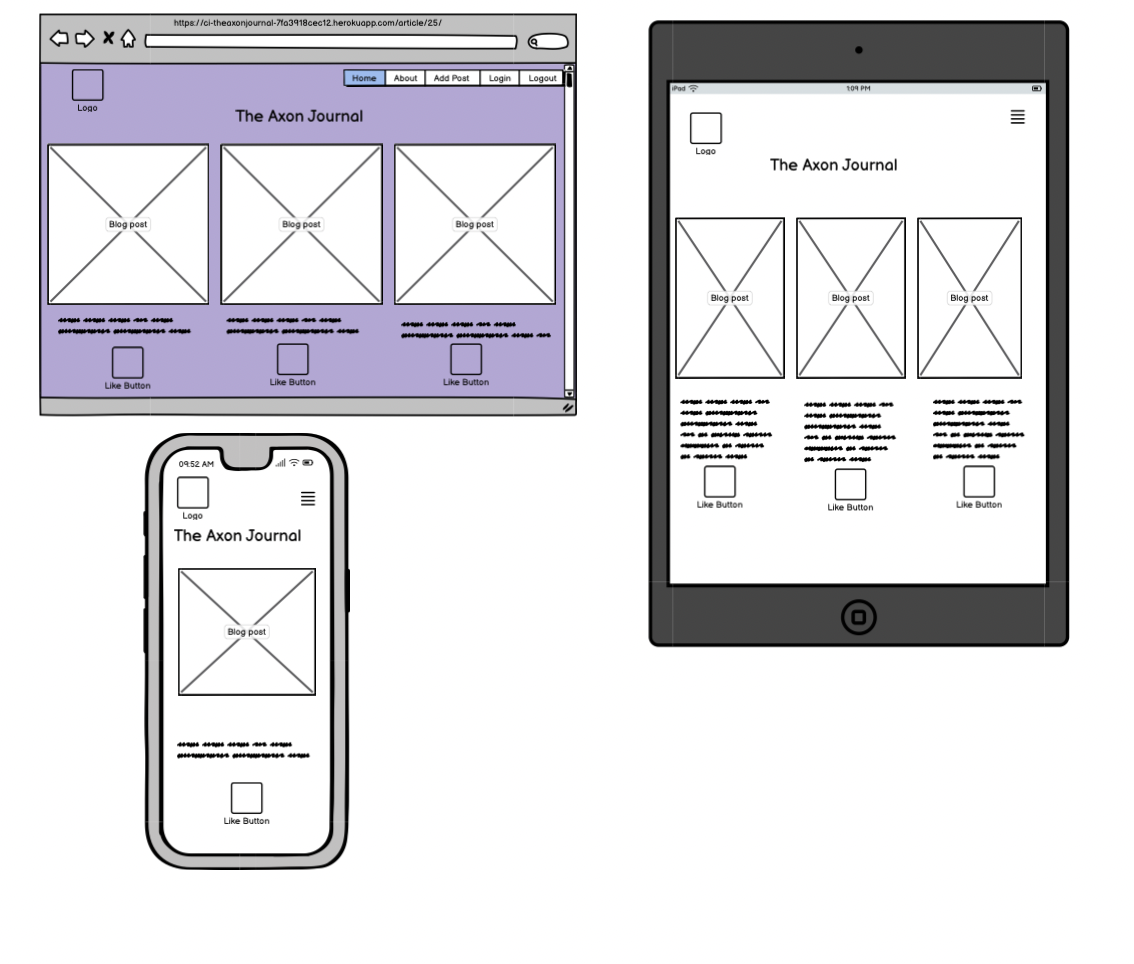 https://ci-theaxonjournal-7fa3918cec12.herokuapp.com/article/25/
Home About Add Post Login Logout
Logo
The Axon Journal
Blog post Blog post Blog post
Like Button Like Button Like Button
iPad 1:09 PM
Logo
The Axon Journal
Blog post Blog post Blog post
Like Button Like Button Like Button
09:52 AM
Logo
The Axon Journal
Blog post
Like Button